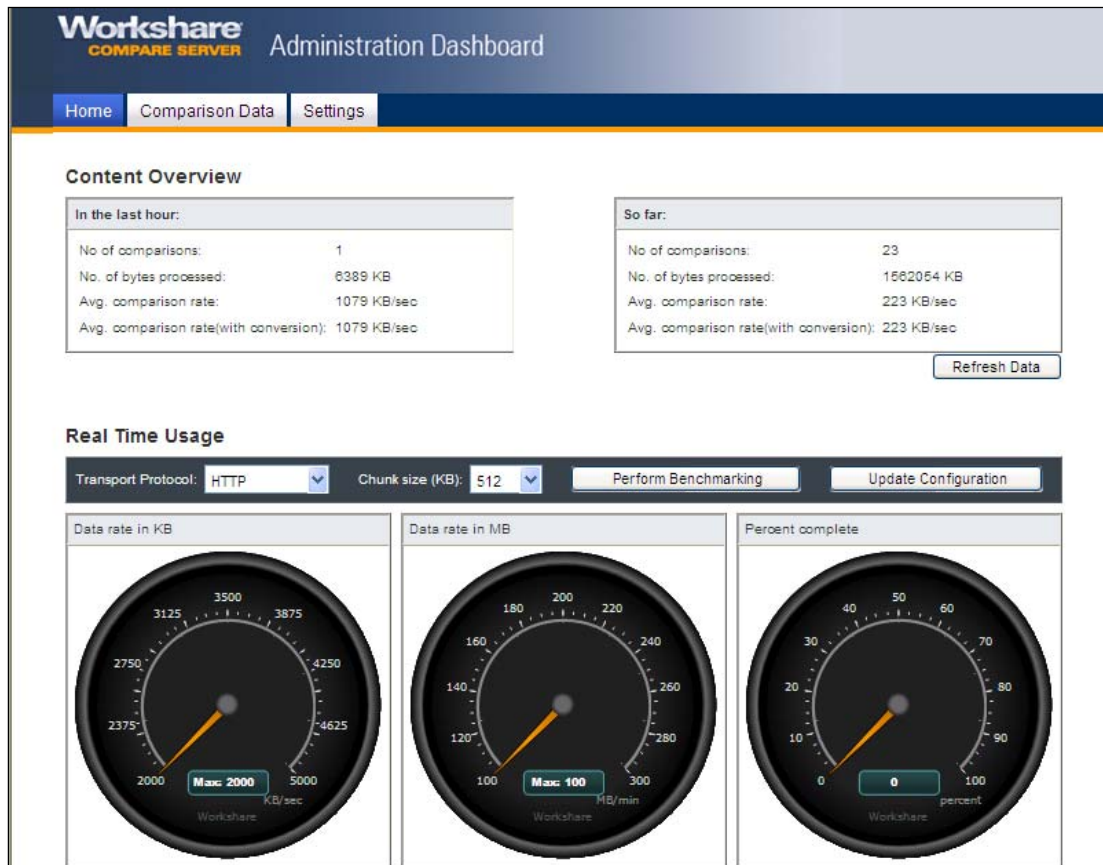 Workshare
COMPARE SERVER
Administration Dashboard
Home Comparison Data Settings
Content Overview
In the last hour:
No of comparisons: 1
No. of bytes processed: 6389 KB
Avg. comparison rate: 1079 KB/sec
Avg. comparison rate(with conversion): 1079 KB/sec
So far:
No of comparisons: 23
No. of bytes processed: 1562054 KB
Avg. comparison rate: 223 KB/sec
Avg. comparison rate(with conversion): 223 KB/sec
Refresh Data
Real Time Usage
Transport Protocol: HTTP Chunk size (KB): 512 Perform Benchmarking Update Configuration
Data rate in KB
2000
2375
2750
3125
3500
3875
4250
4625
5000
Max: 2000
KB/sec
Workshare
Data rate in MB
100
120
140
160
180
200
220
240
260
280
300
Max: 100
MB/min
Workshare
Percent complete
0
10
20
30
40
50
60
70
80
90
100
0
percent
Workshare